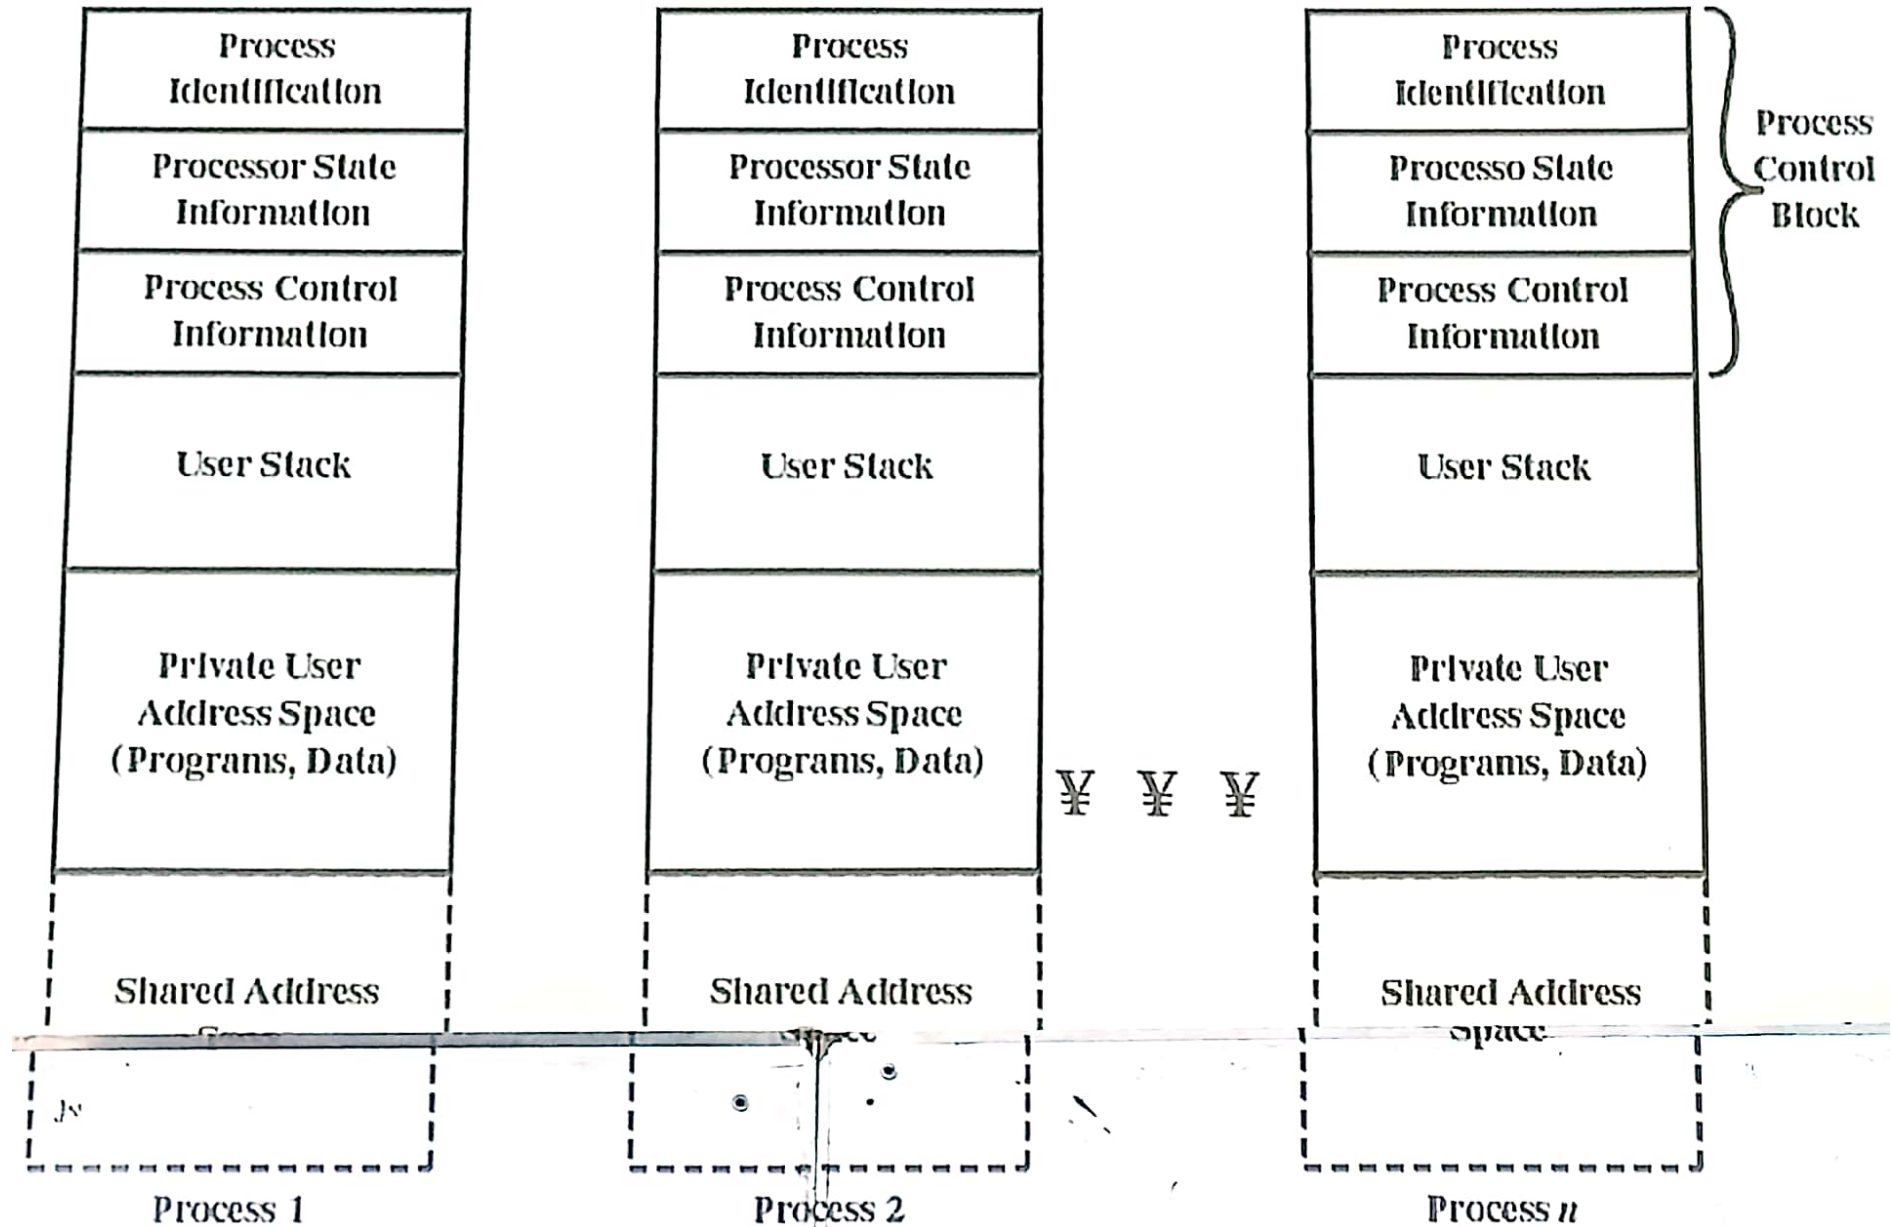 Process
Identification
Processor State
Information
Process Control
Information
User Stack
Private User
Address Space
(Programs, Data)
Shared Address
Process 1
Process
Identification
Processor State
Information
Process Control
Information
User Stack
Private User
Address Space
(Programs, Data)
Shared Address
Process 2
¥ ¥ ¥
Process
Identification
Processo State
Information
Process Control
Information
User Stack
Private User
Address Space
(Programs, Data)
Shared Address
Space
Process n
Process
Control
Block